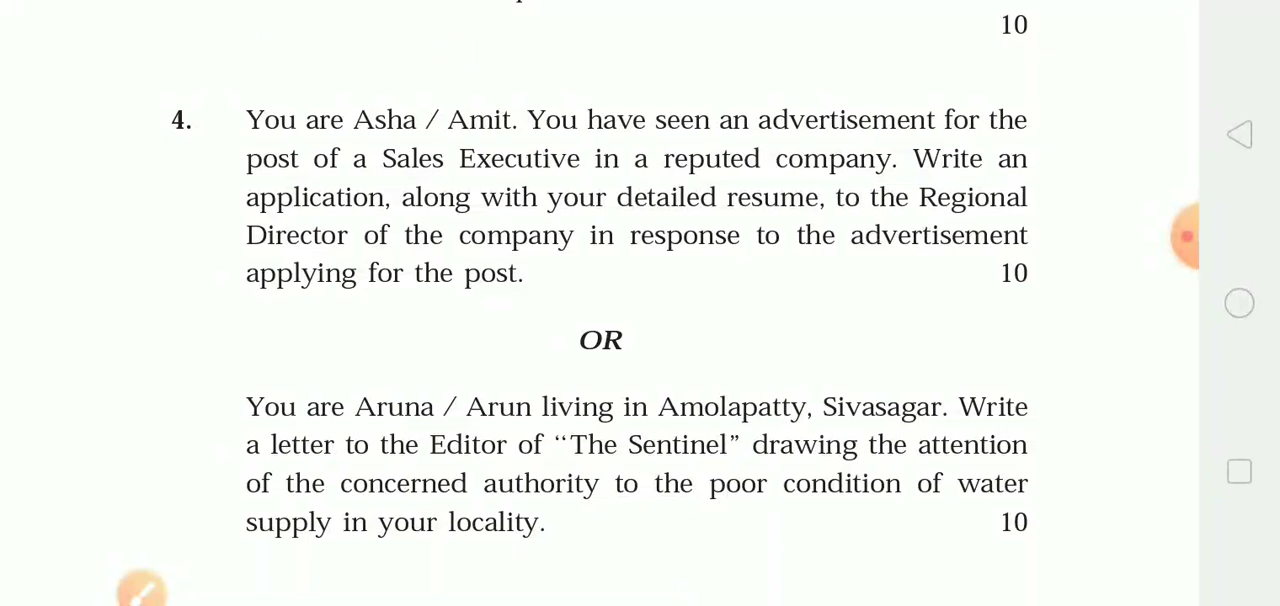 10
4. You are Asha / Amit. You have seen an advertisement for the
post of a Sales Executive in a reputed company. Write an
application, along with your detailed resume, to the Regional
Director of the company in response to the advertisement
applying for the post. 10
OR
You are Aruna / Arun living in Amolapatty, Sivasagar. Write
a letter to the Editor of ‘‘The Sentinel” drawing the attention
of the concerned authority to the poor condition of water
supply in your locality. 10